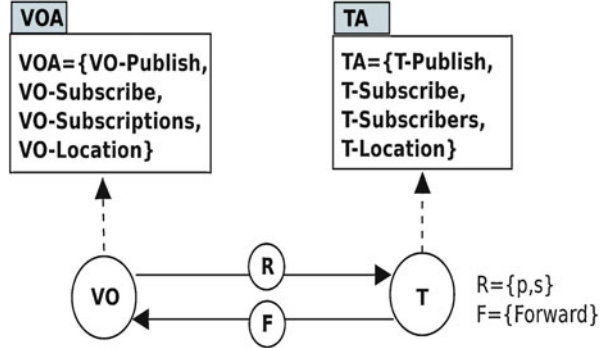 VOA
VOA={VO-Publish,
VO-Subscribe,
VO-Subscriptions,
VO-Location}
TA
TA={T-Publish,
T-Subscribe,
T-Subscribers,
T-Location}
VO
R
F
T
R={p,s}
F={Forward}